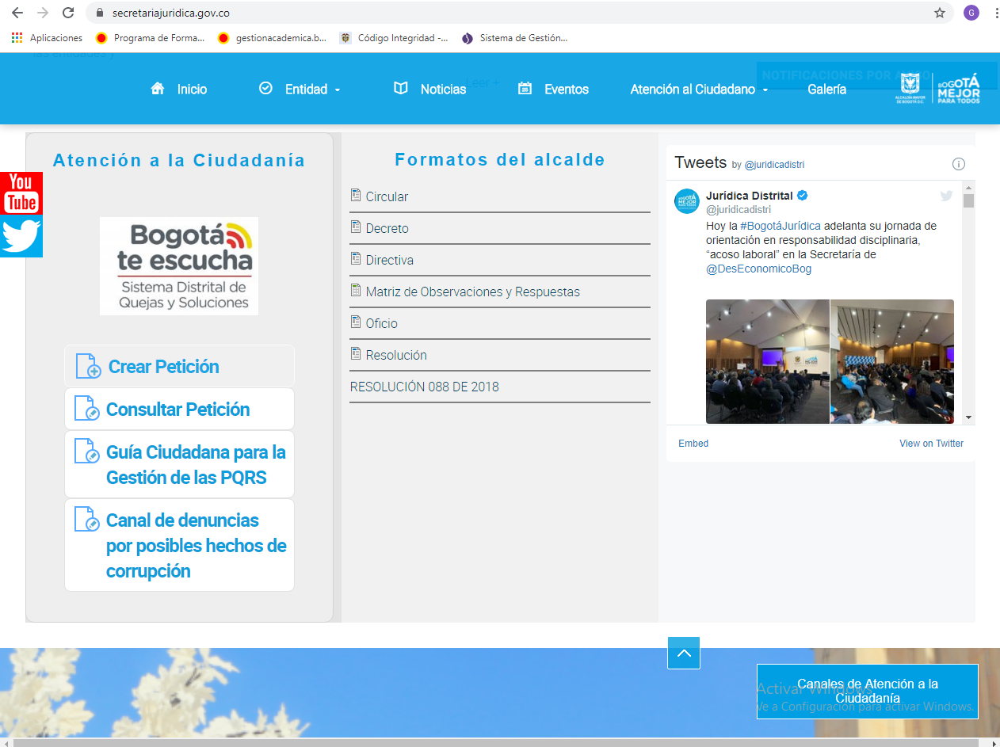 secretariajuridica.gov.co
G
Aplicaciones
Programa de Forma...
gestionacademica.b...
Código Integridad -...
Sistema de Gestión...
las entidades y
Leer +
NOTIFICACIONES POR
Inicio
Entidad
Noticias
Eventos
Atención al Ciudadano
Galería
ALCALDÍA MAYOR
DE BOGOTÁ D.C.
BOGOTÁ
MEJOR
PARA TODOS
Atención a la Ciudadanía
You
Tube
Bogotá
te escucha
Sistema Distrital de
Quejas y Soluciones
Crear Petición
Consultar Petición
Guía Ciudadana para la
Gestión de las PQRS
Canal de denuncias
por posibles hechos de
corrupción
Formatos del alcalde
Circular
Decreto
Directiva
Matriz de Observaciones y Respuestas
Oficio
Resolución
RESOLUCIÓN 088 DE 2018
Tweets by @juridicadistri
Jurídica Distrital
@juridicadistri
Hoy la #BogotáJurídica adelanta su jornada de
orientación en responsabilidad disciplinaria,
“acoso laboral” en la Secretaría de
@DesEconomicoBog
Embed
View on Twitter
Canales de Atención a la
Ciudadanía
Activar Windows
Ve a Configuración para activar Windows.